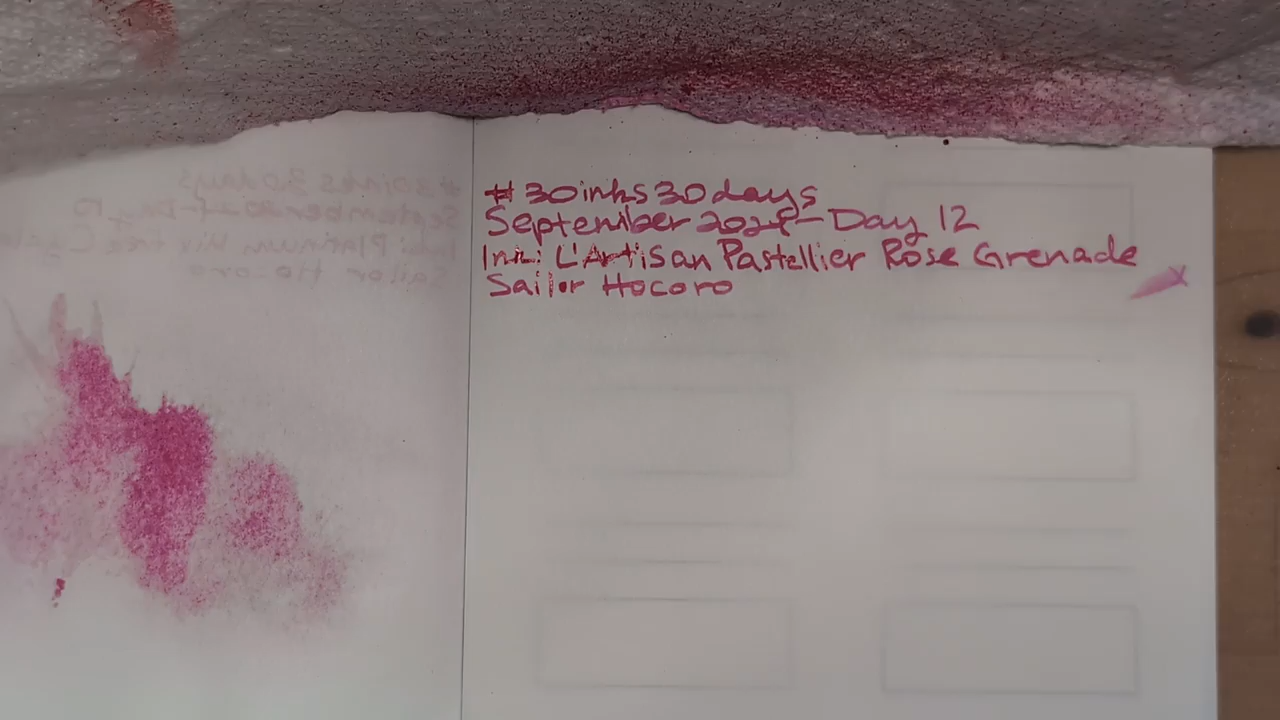 #30inks30days
September 2024 - Day 12
Ink: L'Artisan Pastellier Rose Grenade
Sailor Hocoro